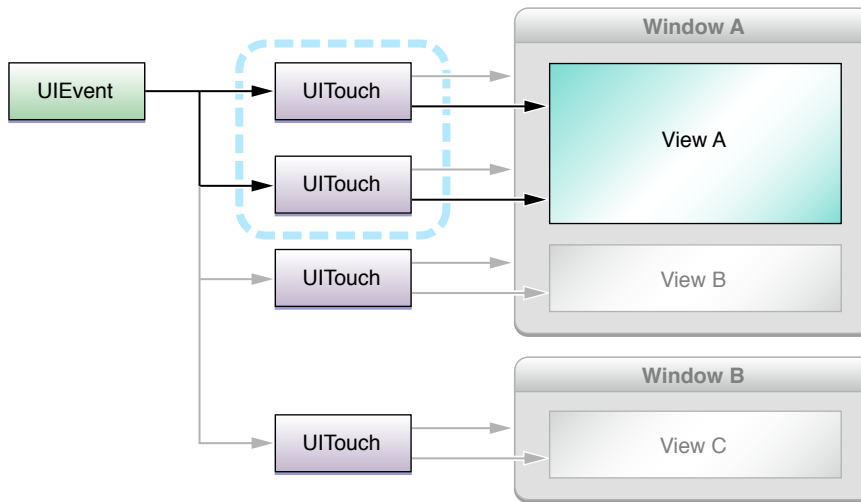 Window A
UIEvent
UITouch
View A
UITouch
UITouch
View B
Window B
UITouch
View C